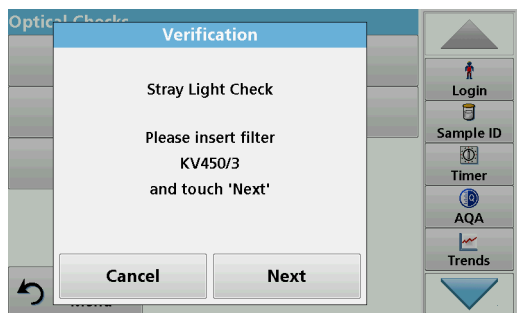 Verification
Stray Light Check
Please insert filter
KV450/3
and touch 'Next'
Cancel
Next
Login
Sample ID
Timer
AQA
Trends